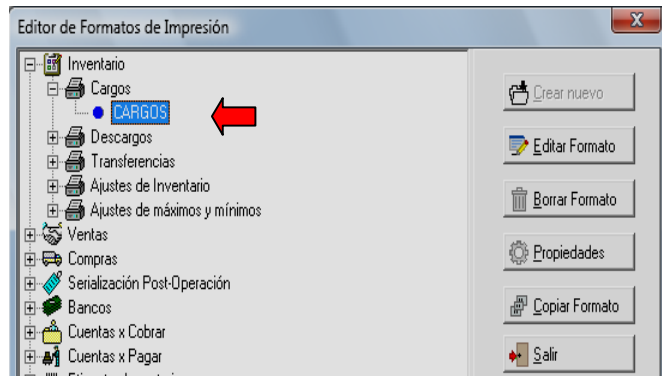 Editor de Formatos de Impresión
Inventario
Cargos
CARGOS
Descargos
Transferencias
Ajustes de Inventario
Ajustes de máximos y mínimos
Ventas
Compras
Serialización Post-Operación
Bancos
Cuentas x Cobrar
Cuentas x Pagar
Crear nuevo
Editar Formato
Borrar Formato
Propiedades
Copiar Formato
Salir